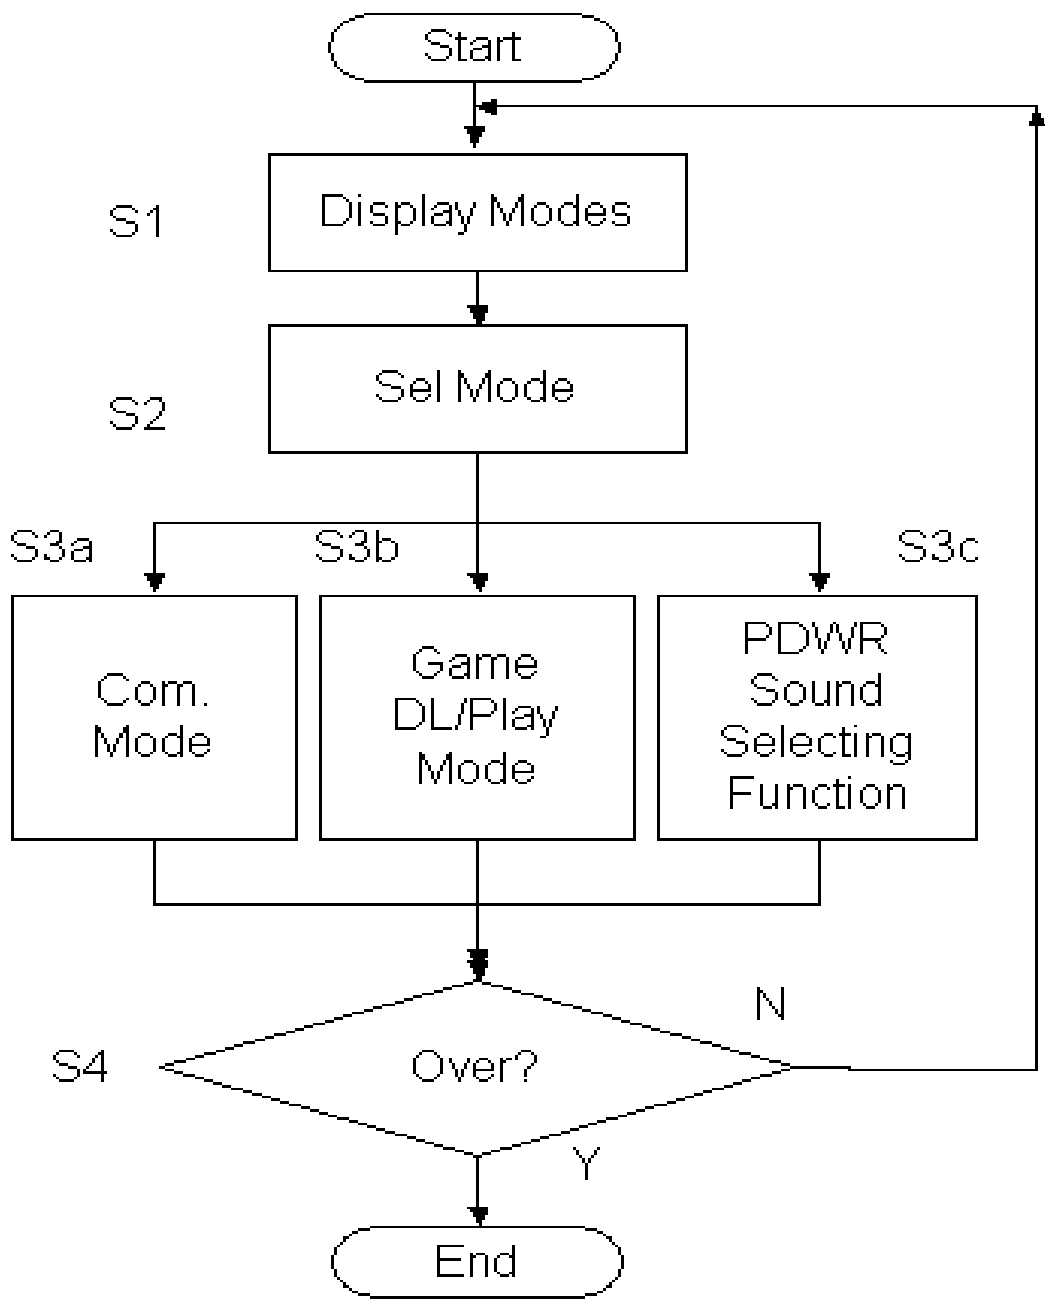 Start
S1
Display Modes
S2
Sel Mode
S3a
S3b
S3c
Com.
Mode
Game
DL/Play
Mode
PDWR
Sound
Selecting
Function
N
S4
Over?
Y
End